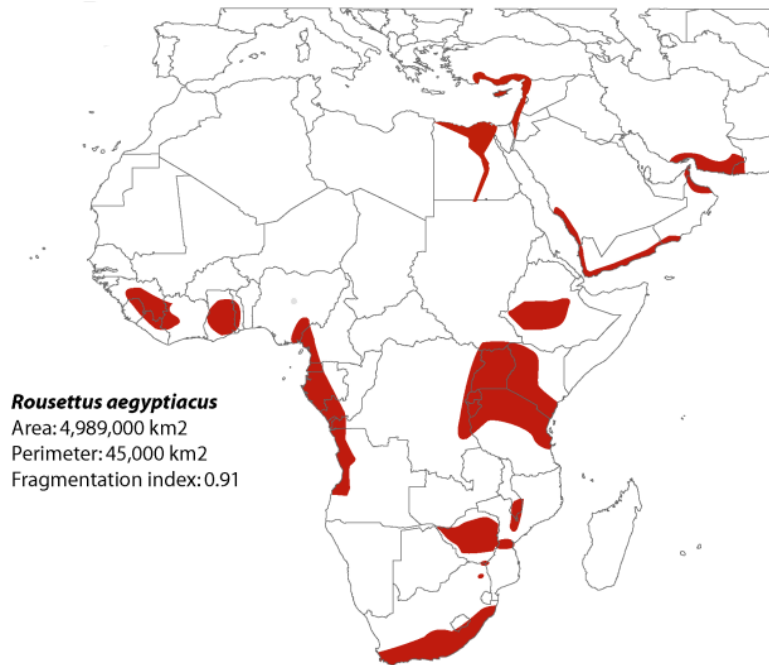 Rousettus aegyptiacus
Area: 4,989,000 km2
Perimeter: 45,000 km2
Fragmentation index: 0.91